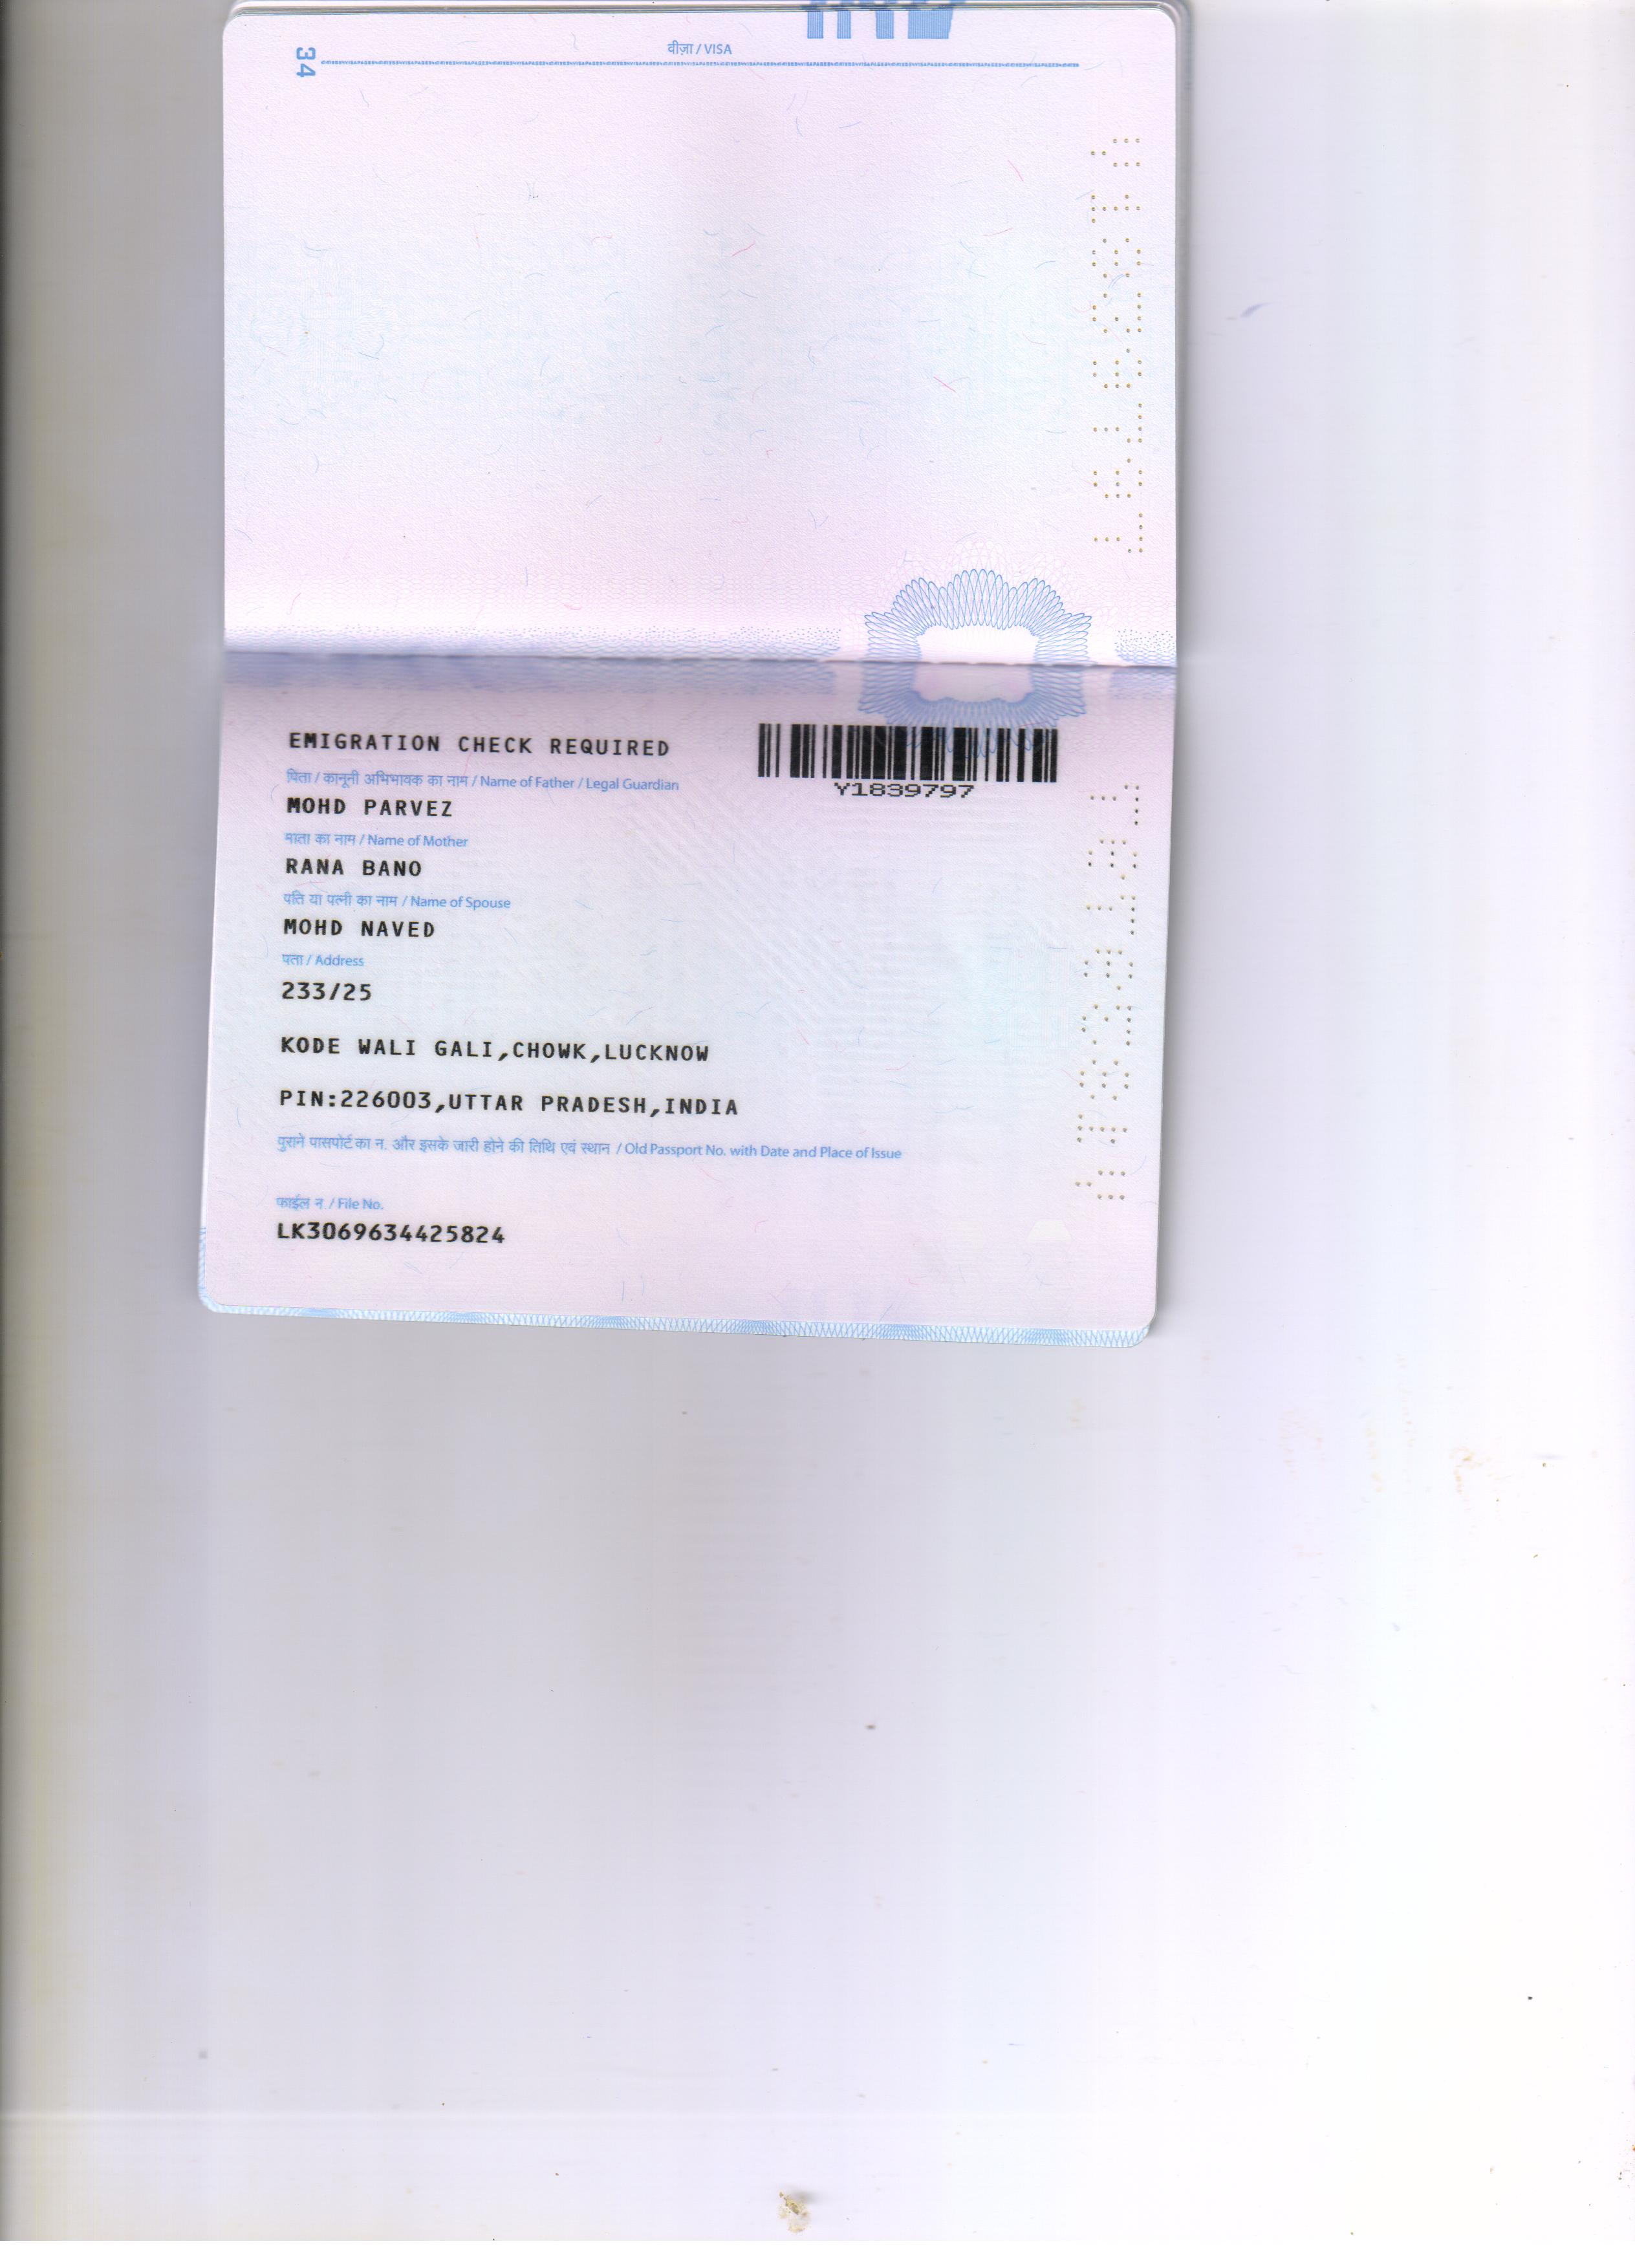 34
वीज़ा / VISA
EMIGRATION CHECK REQUIRED
Y1839797
पिता / कानूनी अभिभावक का नाम / Name of Father / Legal Guardian
MOHD PARVEZ
माता का नाम / Name of Mother
RANA BANO
पति या पत्नी का नाम / Name of Spouse
MOHD NAVED
पता / Address
233/25
KODE WALI GALI,CHOWK,LUCKNOW
PIN:226003,UTTAR PRADESH,INDIA
पुराने पासपोर्ट का न. और इसके जारी होने की तिथि एवं स्थान / Old Passport No. with Date and Place of Issue
फाईल न. / File No.
LK3069634425824